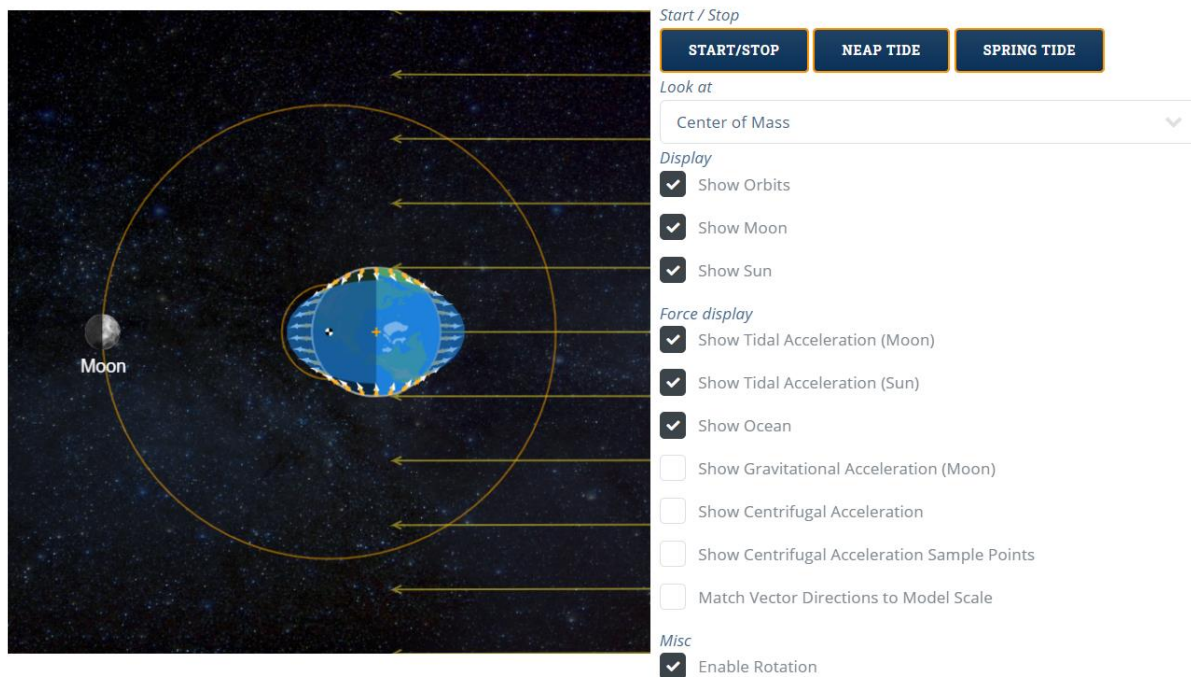 Start / Stop
START/STOP NEAP TIDE SPRING TIDE
Look at
Center of Mass
Display
Show Orbits
Show Moon
Show Sun
Force display
Show Tidal Acceleration (Moon)
Moon
Show Tidal Acceleration (Sun)
Show Ocean
Show Gravitational Acceleration (Moon)
Show Centrifugal Acceleration
Show Centrifugal Acceleration Sample Points
Match Vector Directions to Model Scale
Misc
Enable Rotation